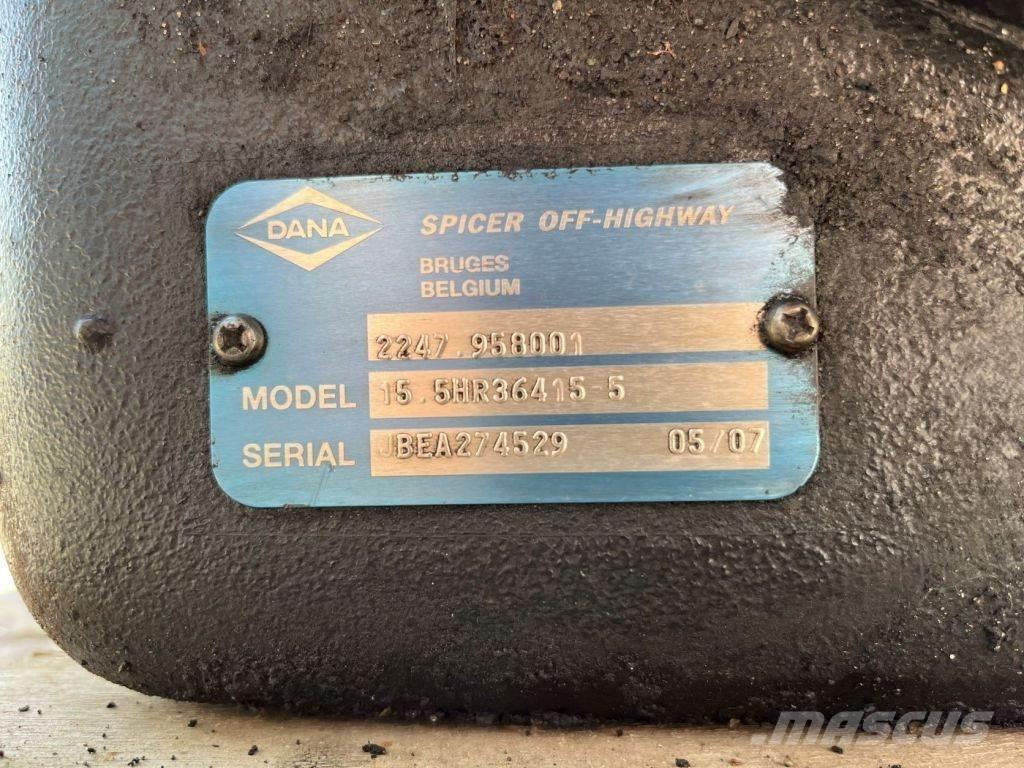 DANA
SPICER OFF-HIGHWAY
BRUGES
BELGIUM
2247.958001
MODEL 15.5HR36415-5
SERIAL JBEA274529 05/07
MASCUS